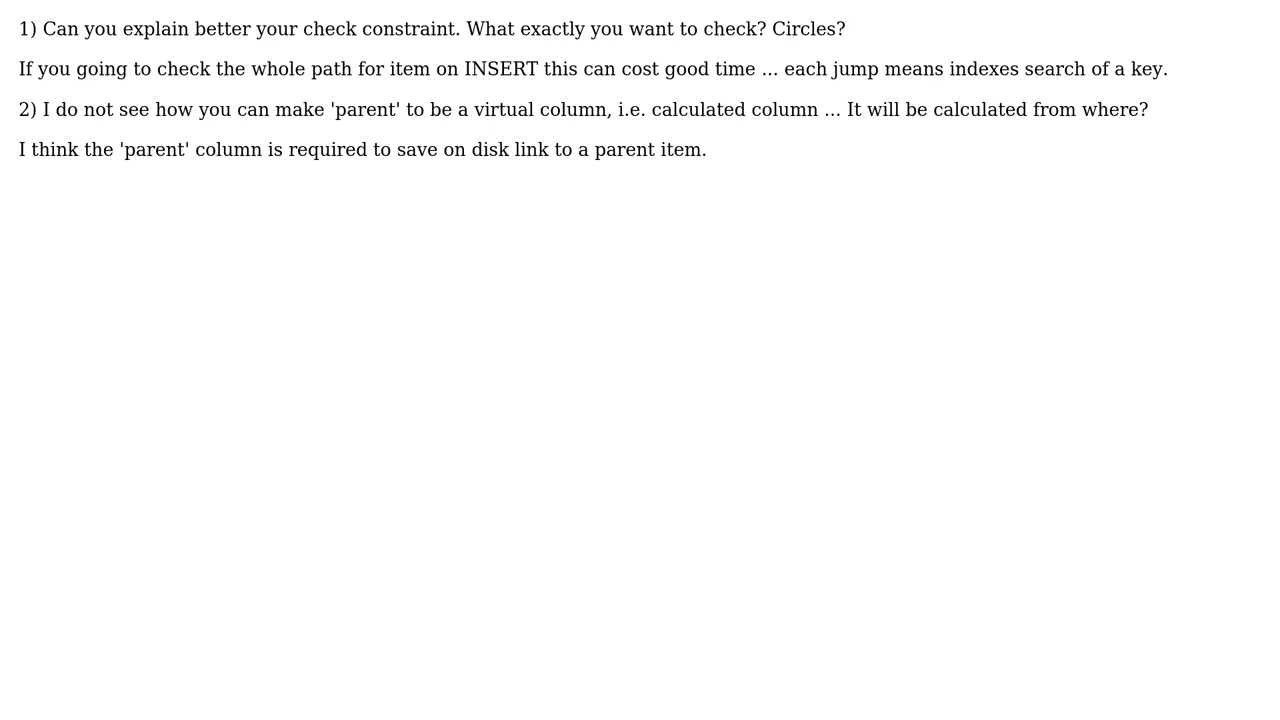 1) Can you explain better your check constraint. What exactly you want to check? Circles?
If you going to check the whole path for item on INSERT this can cost good time ... each jump means indexes search of a key.
2) I do not see how you can make 'parent' to be a virtual column, i.e. calculated column ... It will be calculated from where?
I think the 'parent' column is required to save on disk link to a parent item.